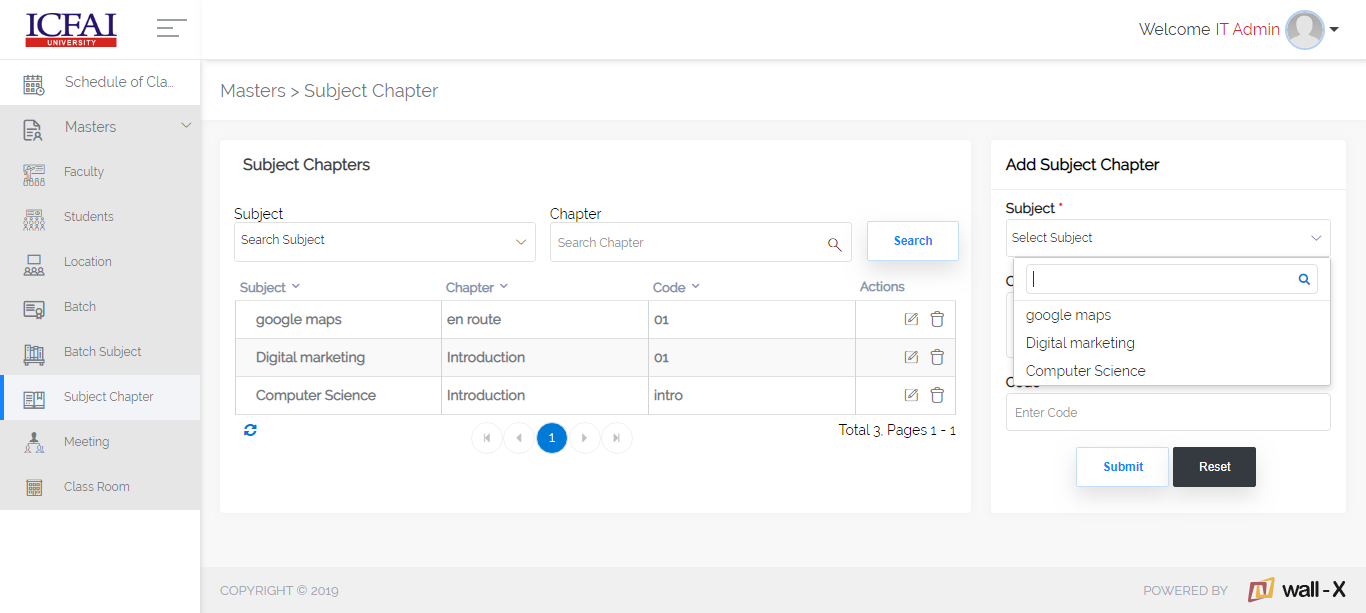 ICFAI
UNIVERSITY
Welcome IT Admin
Schedule of Cla...
Masters
Faculty
Students
Location
Batch
Batch Subject
Subject Chapter
Meeting
Class Room
Masters > Subject Chapter
Subject Chapters
Subject
Chapter
Search Subject
Search Chapter
Search
Subject Chapter Code Actions
google maps en route 01
Digital marketing Introduction 01
Computer Science Introduction intro
1
Total 3, Pages 1 - 1
Add Subject Chapter
Subject *
Select Subject
google maps
Digital marketing
Computer Science
Code
Enter Code
Submit
Reset
COPYRIGHT © 2019
POWERED BY wall-X